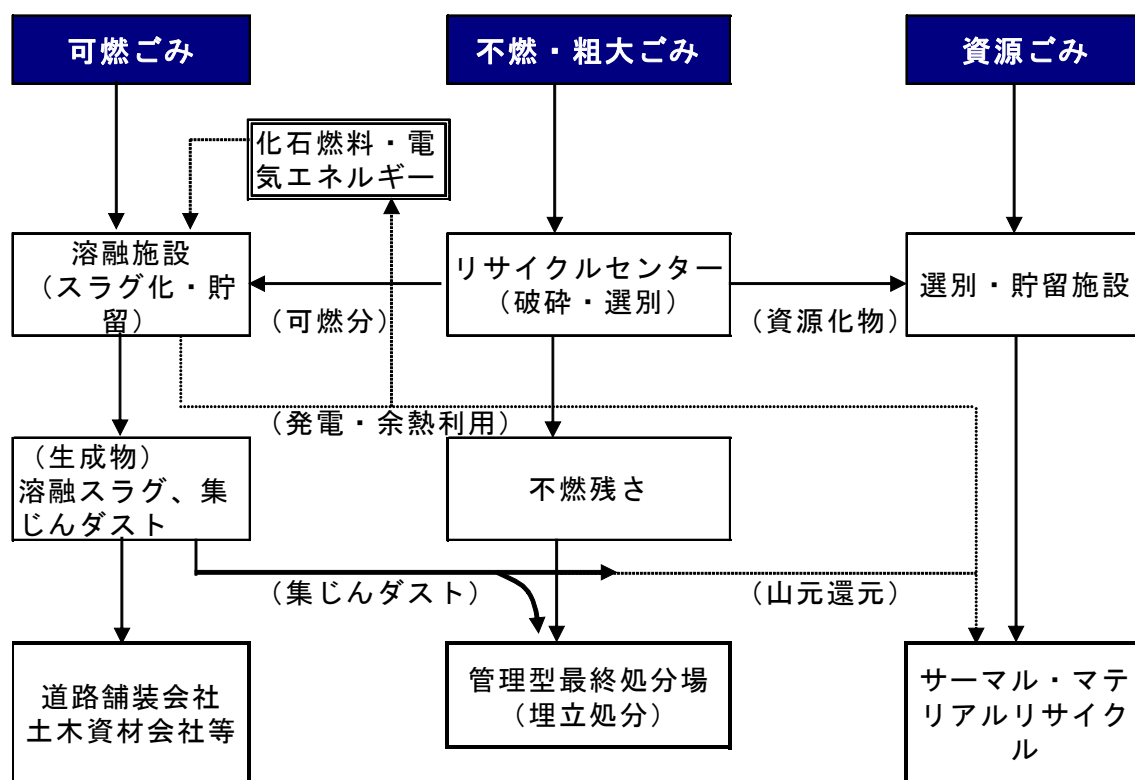 可燃ごみ
不燃・粗大ごみ
資源ごみ
化石燃料・電
気エネルギー
溶融施設
（スラグ化・貯
留）
リサイクルセンター
（破砕・選別）
選別・貯留施設
（可燃分）
（資源化物）
（発電・余熱利用）
（生成物）
溶融スラグ、集
じんダスト
不燃残さ
（集じんダスト）
（山元還元）
道路舗装会社
土木資材会社等
管理型最終処分場
（埋立処分）
サーマル・マテ
リアルリサイク
ル